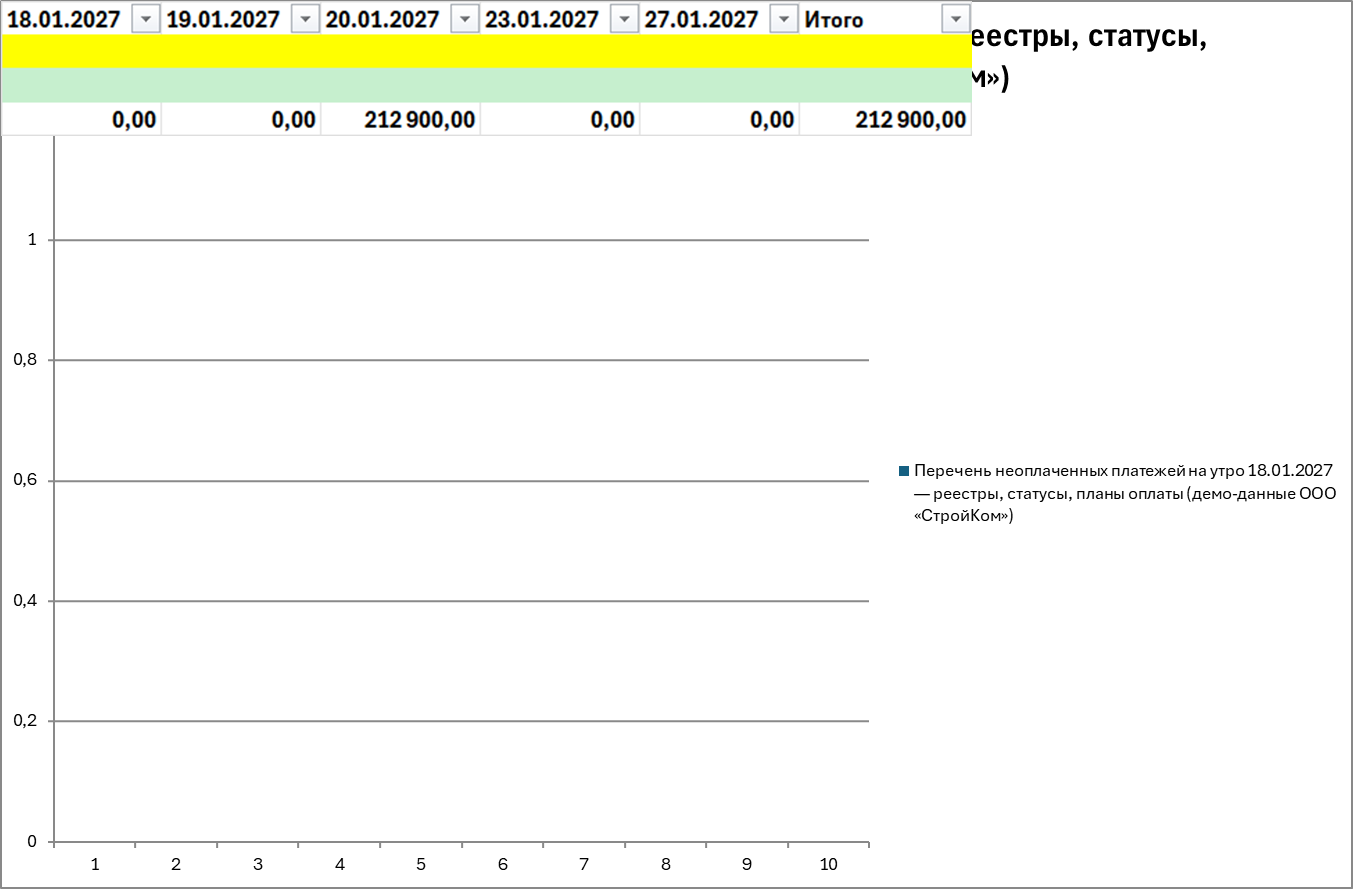 18.01.2027 19.01.2027 20.01.2027 23.01.2027 27.01.2027 Итого
0,00 0,00 212 900,00 0,00 0,00 212 900,00
еестры, статусы,
м»)
1
0,8
0,6
0,4
0,2
0
1 2 3 4 5 6 7 8 9 10
Перечень неоплаченных платежей на утро 18.01.2027
— реестры, статусы, планы оплаты (демо-данные ООО
«СтройКом»)